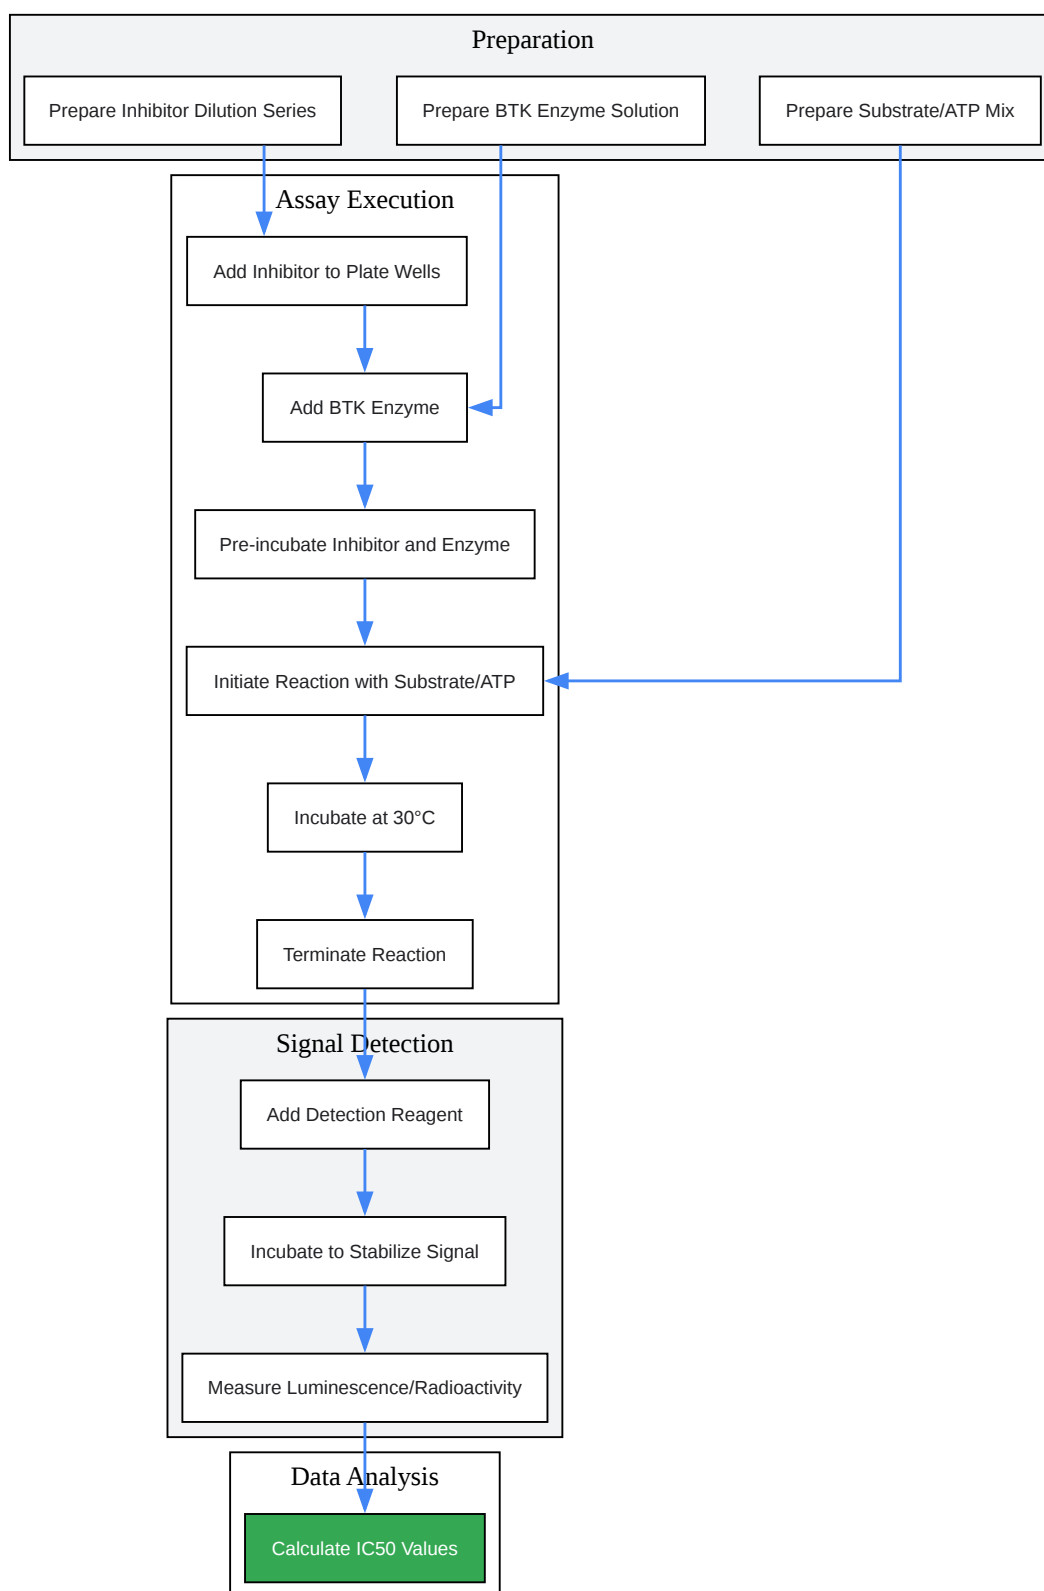 Preparation
Prepare Inhibitor Dilution Series
Prepare BTK Enzyme Solution
Prepare Substrate/ATP Mix
Assay Execution
Add Inhibitor to Plate Wells
Add BTK Enzyme
Pre-incubate Inhibitor and Enzyme
Initiate Reaction with Substrate/ATP
Incubate at 30°C
Terminate Reaction
Signal Detection
Add Detection Reagent
Incubate to Stabilize Signal
Measure Luminescence/Radioactivity
Data Analysis
Calculate IC50 Values